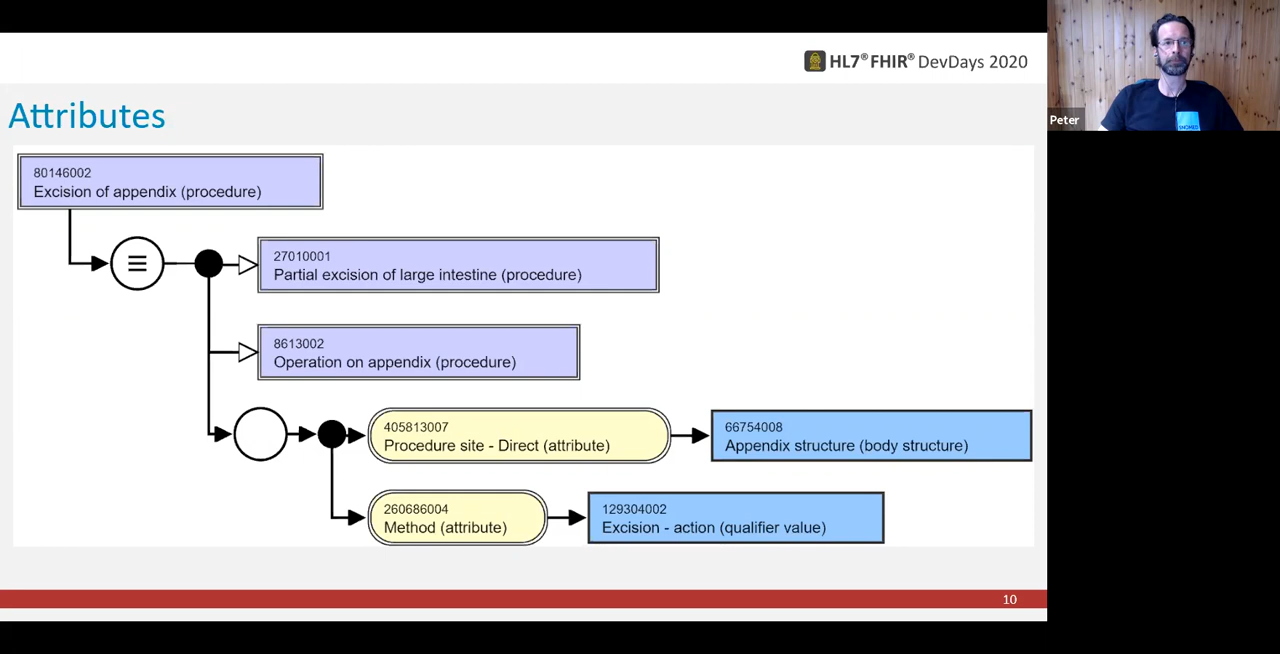 HL7® FHIR® DevDays 2020
Attributes
Peter
80146002
Excision of appendix (procedure)
27010001
Partial excision of large intestine (procedure)
8613002
Operation on appendix (procedure)
405813007
Procedure site - Direct (attribute)
66754008
Appendix structure (body structure)
260686004
Method (attribute)
129304002
Excision - action (qualifier value)
10